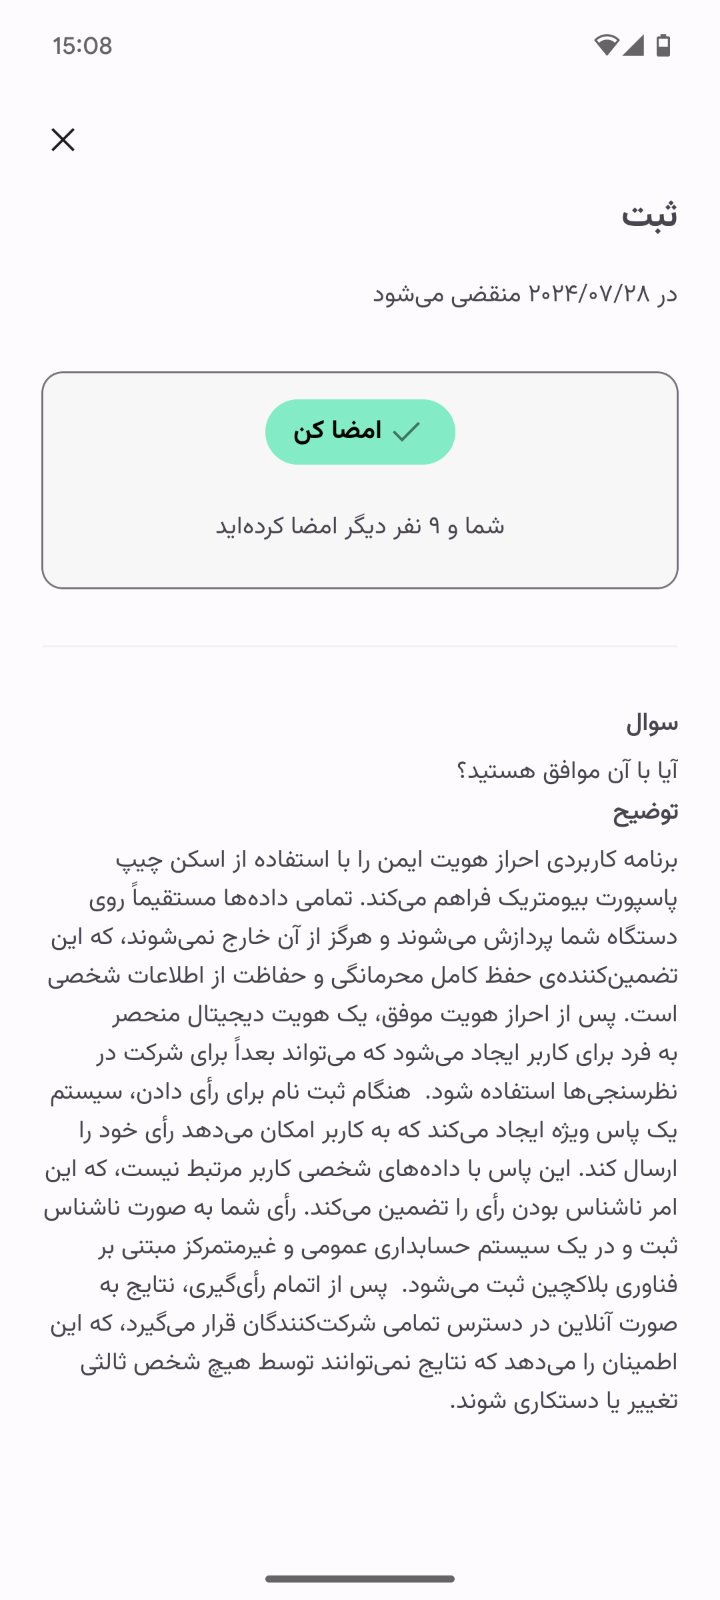 15:08
ثبت
در ۲۰۲۴/۰۷/۲۸ منقضی می‌شود
امضا کن
شما و ۹ نفر دیگر امضا کرده‌اید
سوال
آیا با آن موافق هستید؟
توضیح
برنامه کاربردی احراز هویت ایمن را با استفاده از اسکن چیپ
پاسپورت بیومتریک فراهم می‌کند. تمامی داده‌ها مستقیماً روی
دستگاه شما پردازش می‌شوند و هرگز از آن خارج نمی‌شوند، که این
تضمین‌کننده‌ی حفظ کامل محرمانگی و حفاظت از اطلاعات شخصی
است. پس از احراز هویت موفق، یک هویت دیجیتال منحصر
به فرد برای کاربر ایجاد می‌شود که می‌تواند بعداً برای شرکت در
نظرسنجی‌ها استفاده شود.  هنگام ثبت نام برای رأی دادن، سیستم
یک پاس ویژه ایجاد می‌کند که به کاربر امکان می‌دهد رأی خود را
ارسال کند. این پاس با داده‌های شخصی کاربر مرتبط نیست، که این
امر ناشناس بودن رأی را تضمین می‌کند. رأی شما به صورت ناشناس
ثبت و در یک سیستم حسابداری عمومی و غیرمتمرکز مبتنی بر
فناوری بلاکچین ثبت می‌شود.  پس از اتمام رأی‌گیری، نتایج به
صورت آنلاین در دسترس تمامی شرکت‌کنندگان قرار می‌گیرد، که این
اطمینان را می‌دهد که نتایج نمی‌توانند توسط هیچ شخص ثالثی
تغییر یا دستکاری شوند.